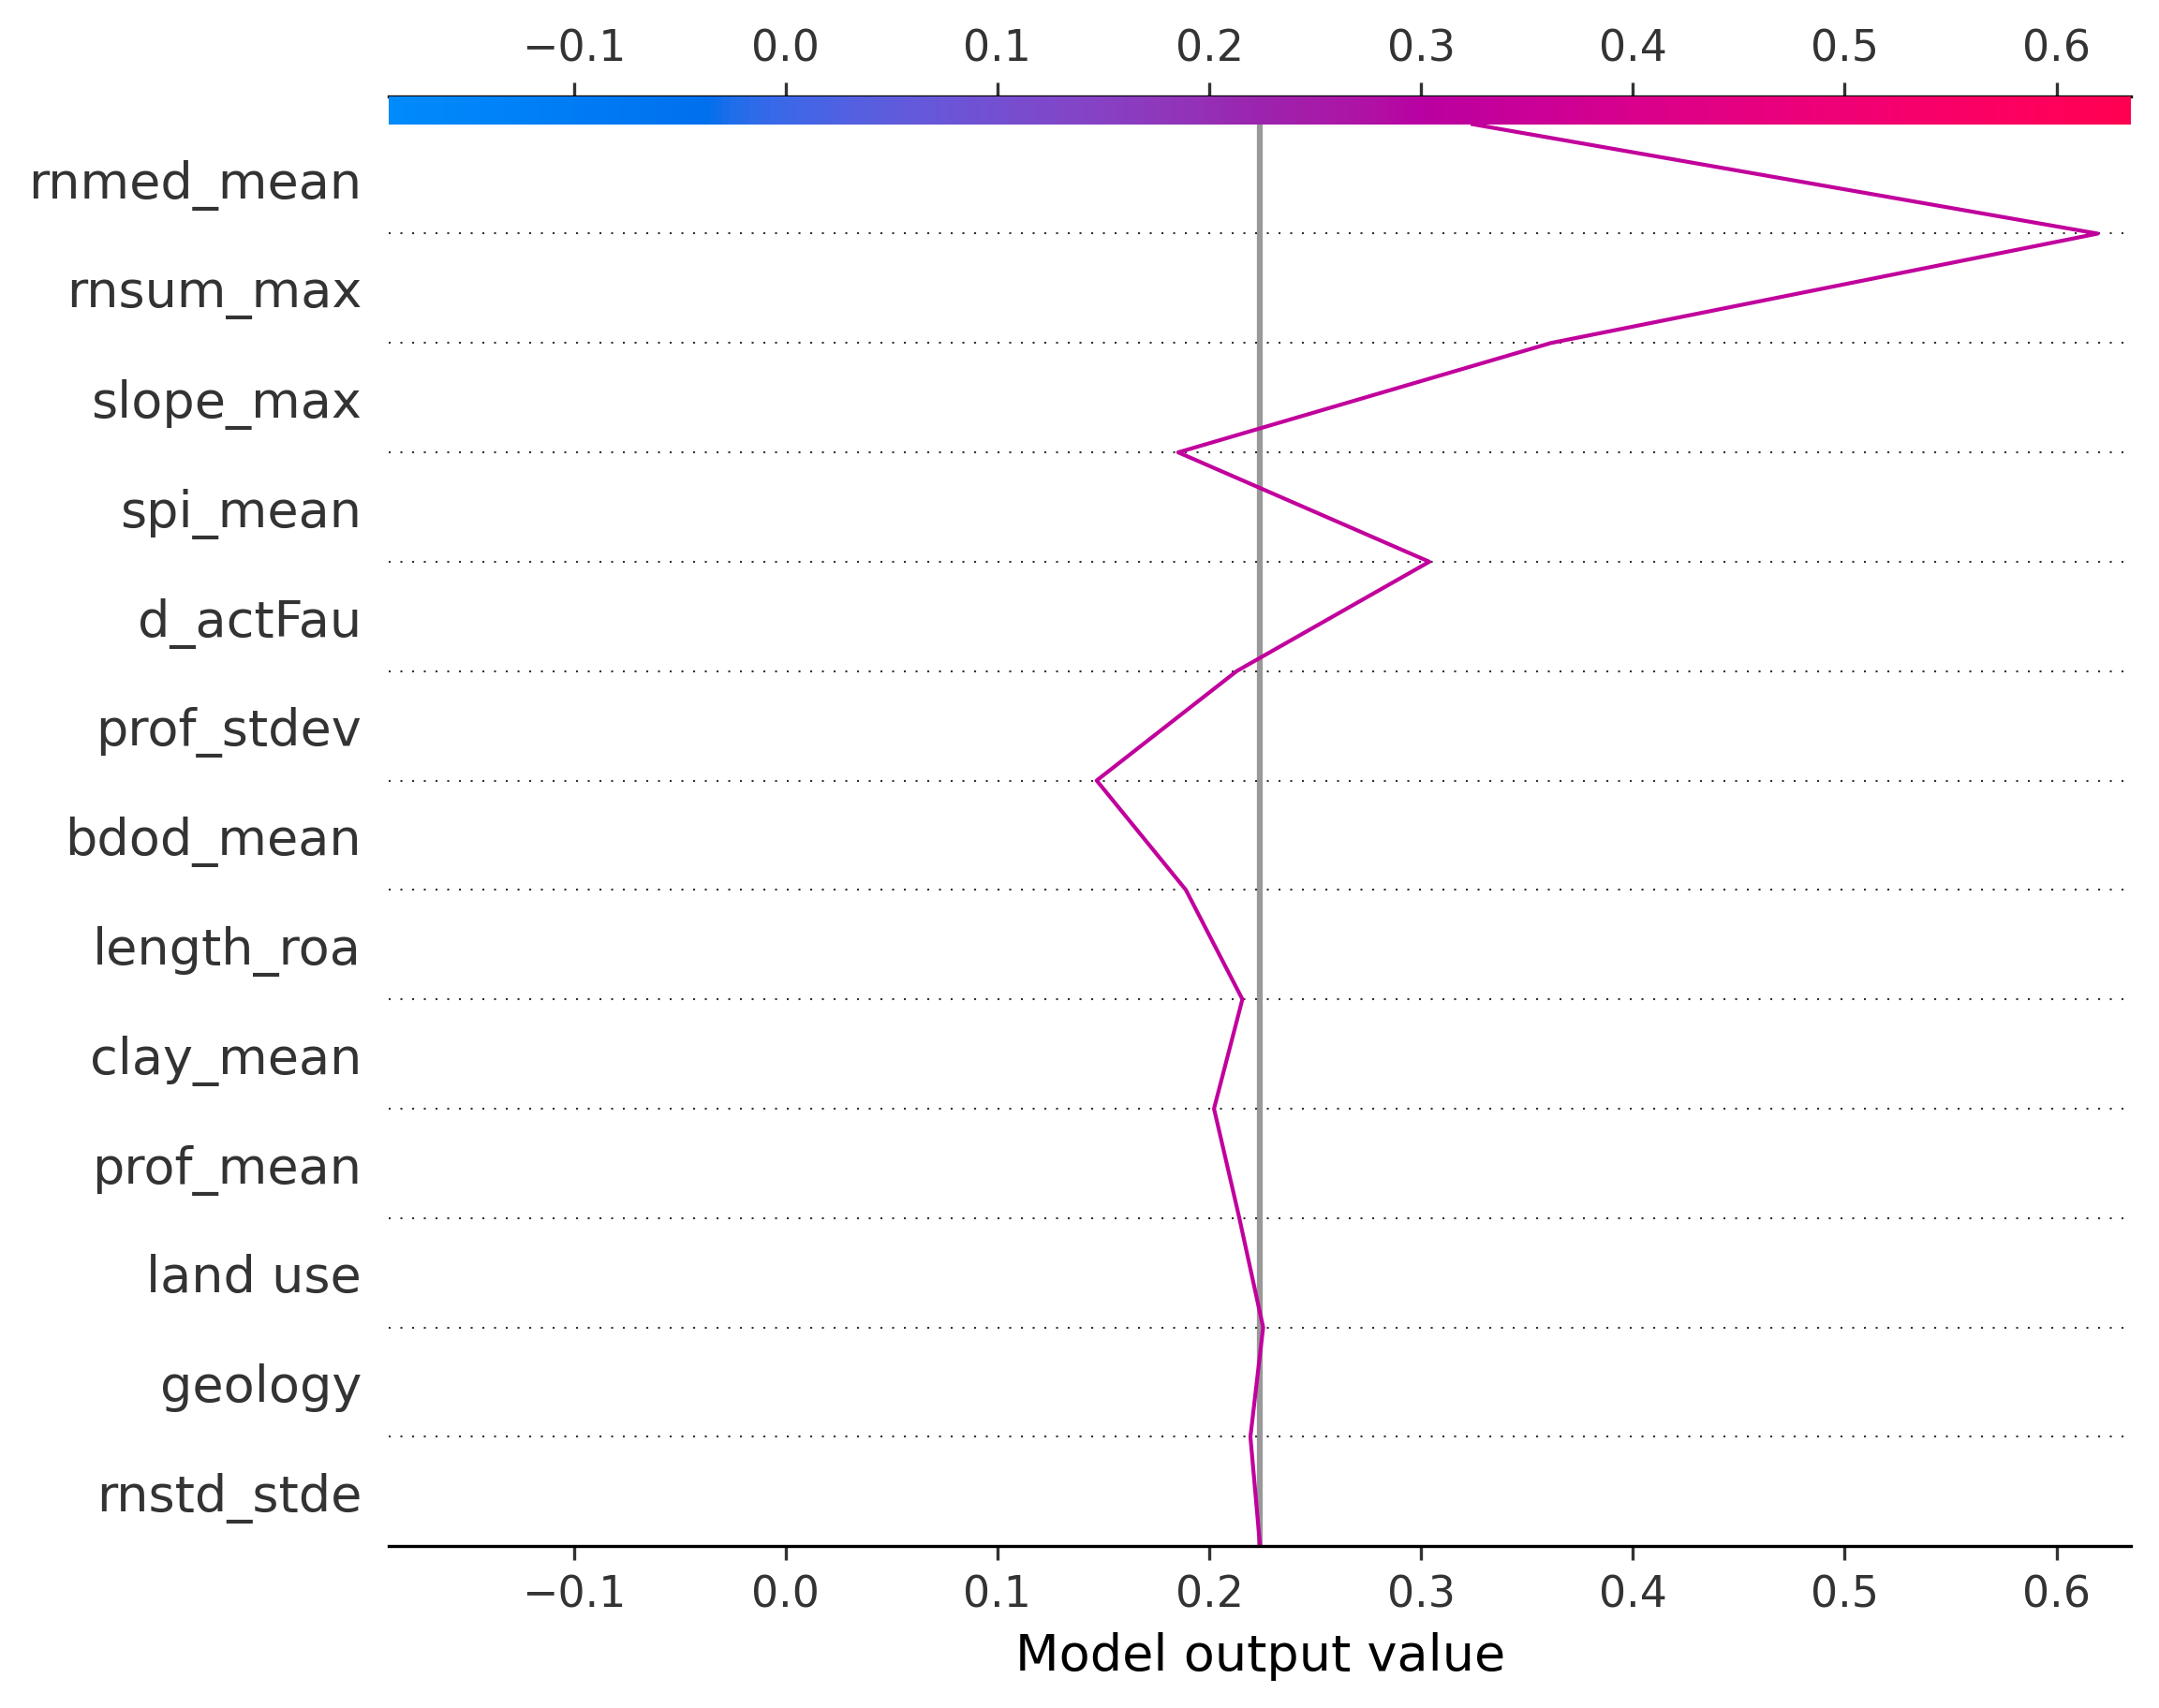 −0.1 0.0 0.1 0.2 0.3 0.4 0.5 0.6
rnmed_mean
rnsum_max
slope_max
spi_mean
d_actFau
prof_stdev
bdod_mean
length_roa
clay_mean
prof_mean
land use
geology
rnstd_stde
−0.1 0.0 0.1 0.2 0.3 0.4 0.5 0.6
Model output value